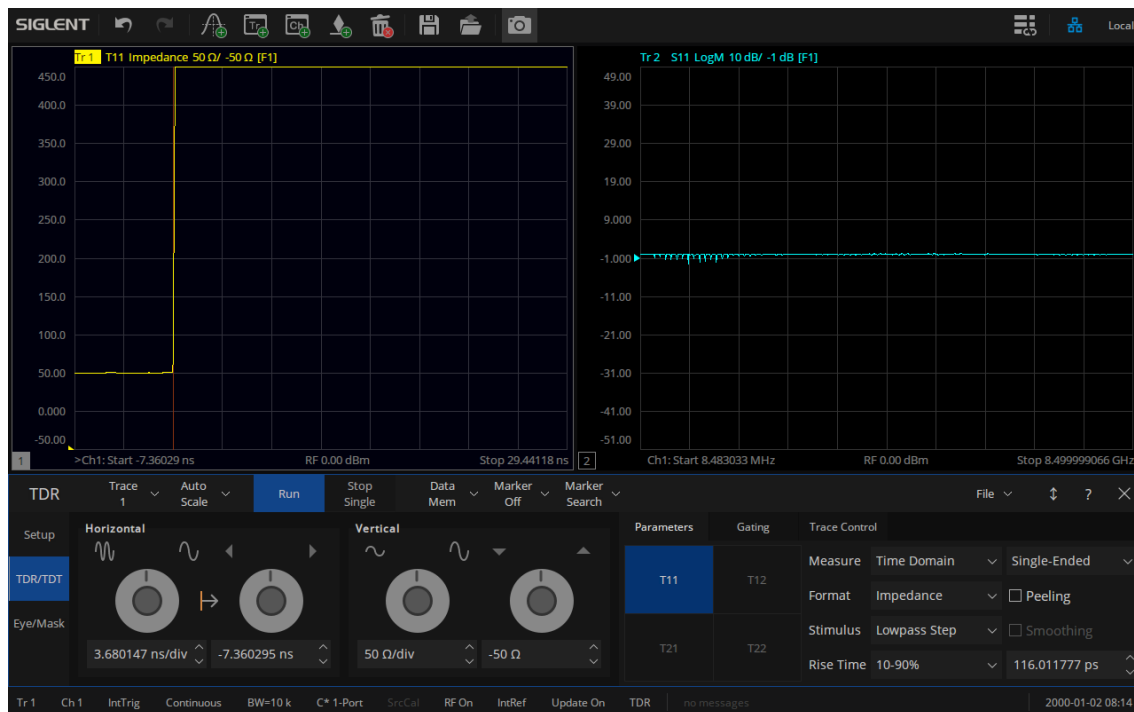 SIGLENT Tr Ch Local
Tr 1 T11 Impedance 50 Ω/ -50 Ω [F1]
450.0
400.0
350.0
300.0
250.0
200.0
150.0
100.0
50.00
0.000
-50.00
1 >Ch1: Start -7.36029 ns RF 0.00 dBm Stop 29.44118 ns
Tr 2 S11 LogM 10 dB/ -1 dB [F1]
49.00
39.00
29.00
19.00
9.000
-1.000
-11.00
-21.00
-31.00
-41.00
-51.00
2 Ch1: Start 8.483033 MHz RF 0.00 dBm Stop 8.499999066 GHz
TDR Trace 1 Auto Scale Run Stop Single Data Mem Marker Off Marker Search File ?
Setup
TDR/TDT
Eye/Mask
Horizontal
3.680147 ns/div -7.360295 ns
Vertical
50 Ω/div -50 Ω
Parameters Gating Trace Control
T11 T12
T21 T22
Measure Time Domain Single-Ended
Format Impedance Peeling
Stimulus Lowpass Step Smoothing
Rise Time 10-90% 116.011777 ps
Tr 1 Ch 1 IntTrig Continuous BW=10 k C* 1-Port SrcCal RF On IntRef Update On TDR no messages 2000-01-02 08:14